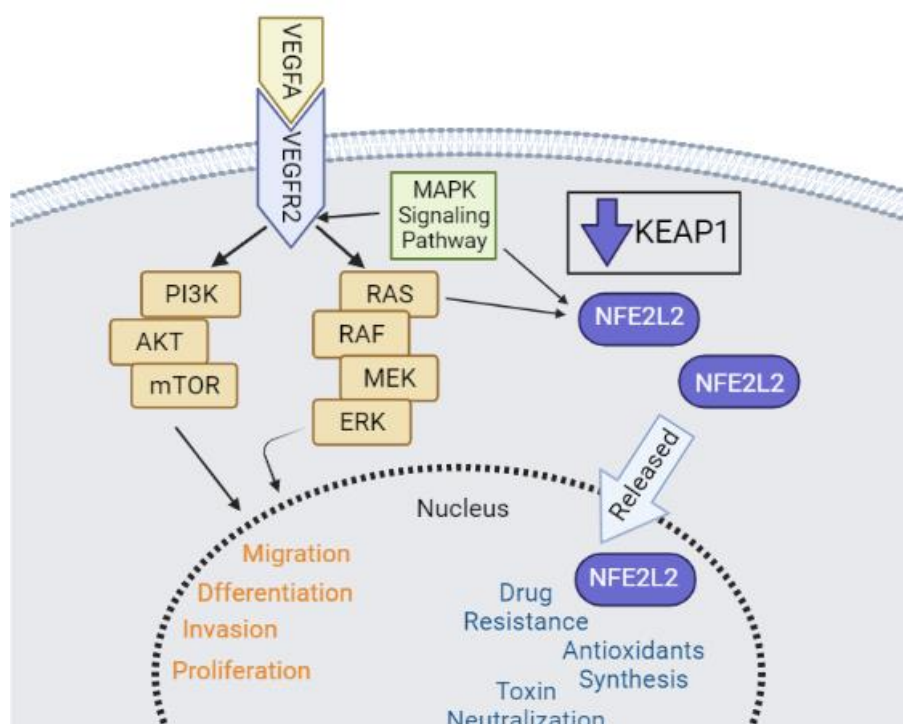 VEGFA
VEGFR2
MAPK
Signaling
Pathway
KEAP1
PI3K
AKT
mTOR
RAS
RAF
MEK
ERK
NFE2L2
NFE2L2
Released
Nucleus
NFE2L2
Migration
Dfferentiation
Invasion
Proliferation
Drug
Resistance
Antioxidants
Synthesis
Toxin
Neutralization